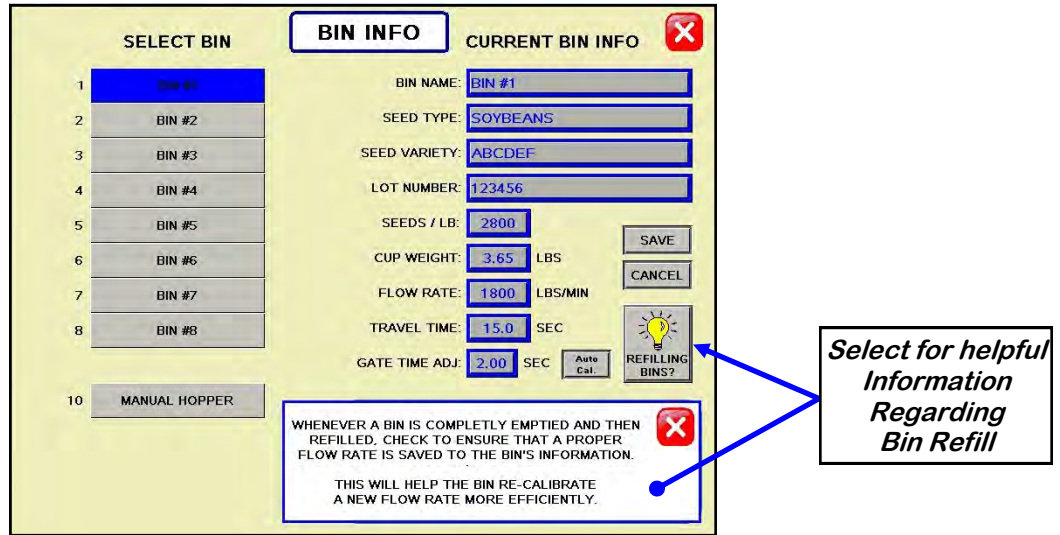 BIN INFO
SELECT BIN
CURRENT BIN INFO
1
2 BIN #2
3 BIN #3
4 BIN #4
5 BIN #5
6 BIN #6
7 BIN #7
8 BIN #8
10 MANUAL HOPPER
BIN NAME: BIN #1
SEED TYPE: SOYBEANS
SEED VARIETY: ABCDEF
LOT NUMBER: 123456
SEEDS / LB: 2800
CUP WEIGHT: 3.65 LBS
FLOW RATE: 1800 LBS/MIN
TRAVEL TIME: 15.0 SEC
GATE TIME ADJ: 2.00 SEC
Auto
Cal.
SAVE
CANCEL
REFILLING
BINS?
WHENEVER A BIN IS COMPLETLY EMPTIED AND THEN
REFILLED, CHECK TO ENSURE THAT A PROPER
FLOW RATE IS SAVED TO THE BIN'S INFORMATION.
THIS WILL HELP THE BIN RE-CALIBRATE
A NEW FLOW RATE MORE EFFICIENTLY.
Select for helpful
Information
Regarding
Bin Refill